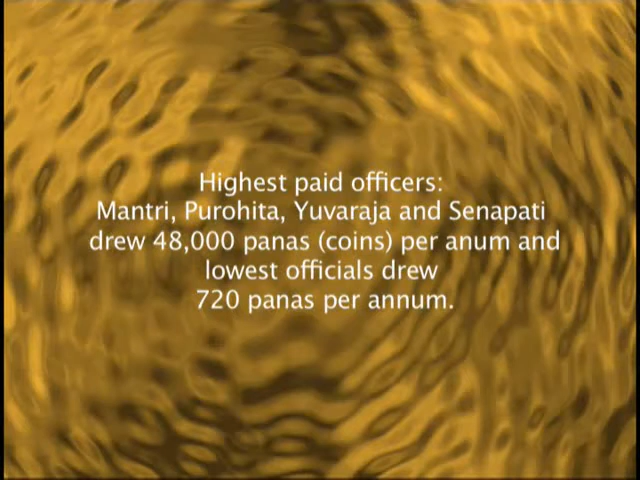 Highest paid officers:
Mantri, Purohita, Yuvaraja and Senapati
drew 48,000 panas (coins) per anum and
lowest officials drew
720 panas per annum.